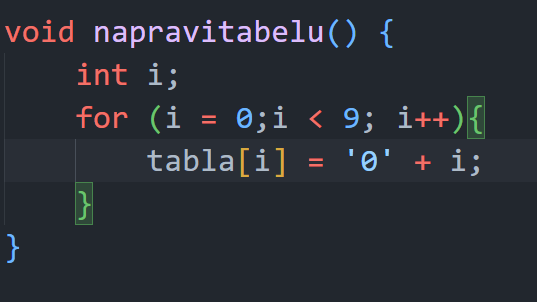 void napravitabelu() {
    int i;
    for (i = 0;i < 9; i++){
        tabla[i] = '0' + i;
    }
}